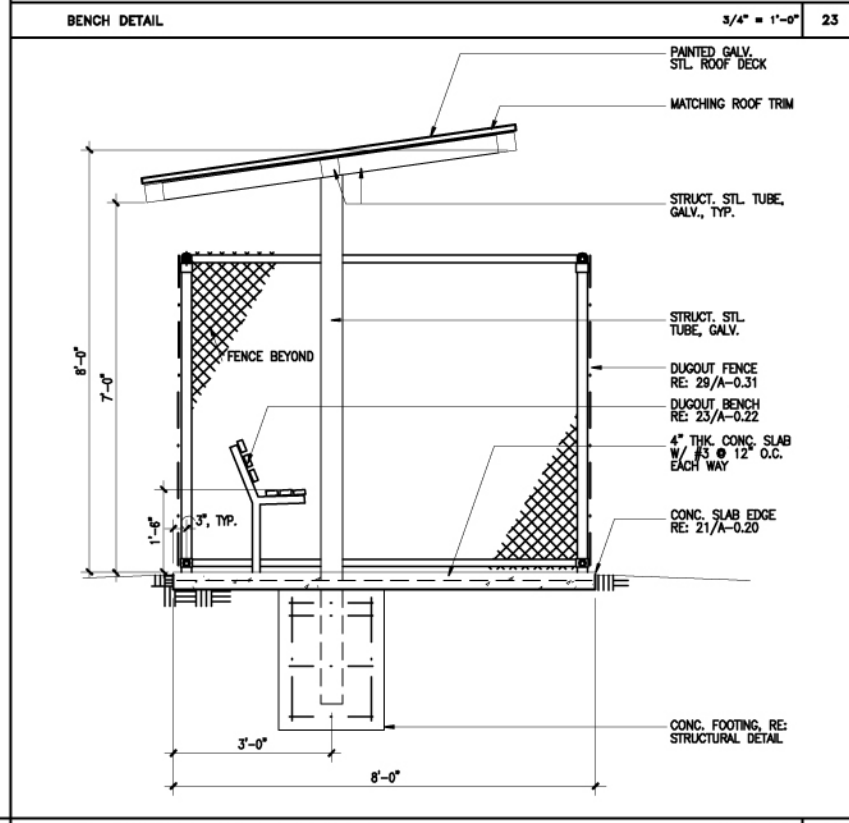 BENCH DETAIL
3/4" = 1'-0"
23
PAINTED GALV.
STL. ROOF DECK
MATCHING ROOF TRIM
STRUCT. STL. TUBE,
GALV., TYP.
STRUCT. STL.
TUBE, GALV.
FENCE BEYOND
8'-0"
7'-0"
DUGOUT FENCE
RE: 29/A-0.31
DUGOUT BENCH
RE: 23/A-0.22
4" THK. CONC. SLAB
W/ #3 @ 12" O.C.
EACH WAY
1'-6"
3", TYP.
CONC. SLAB EDGE
RE: 21/A-0.20
CONC. FOOTING, RE:
STRUCTURAL DETAIL
3'-0"
8'-0"